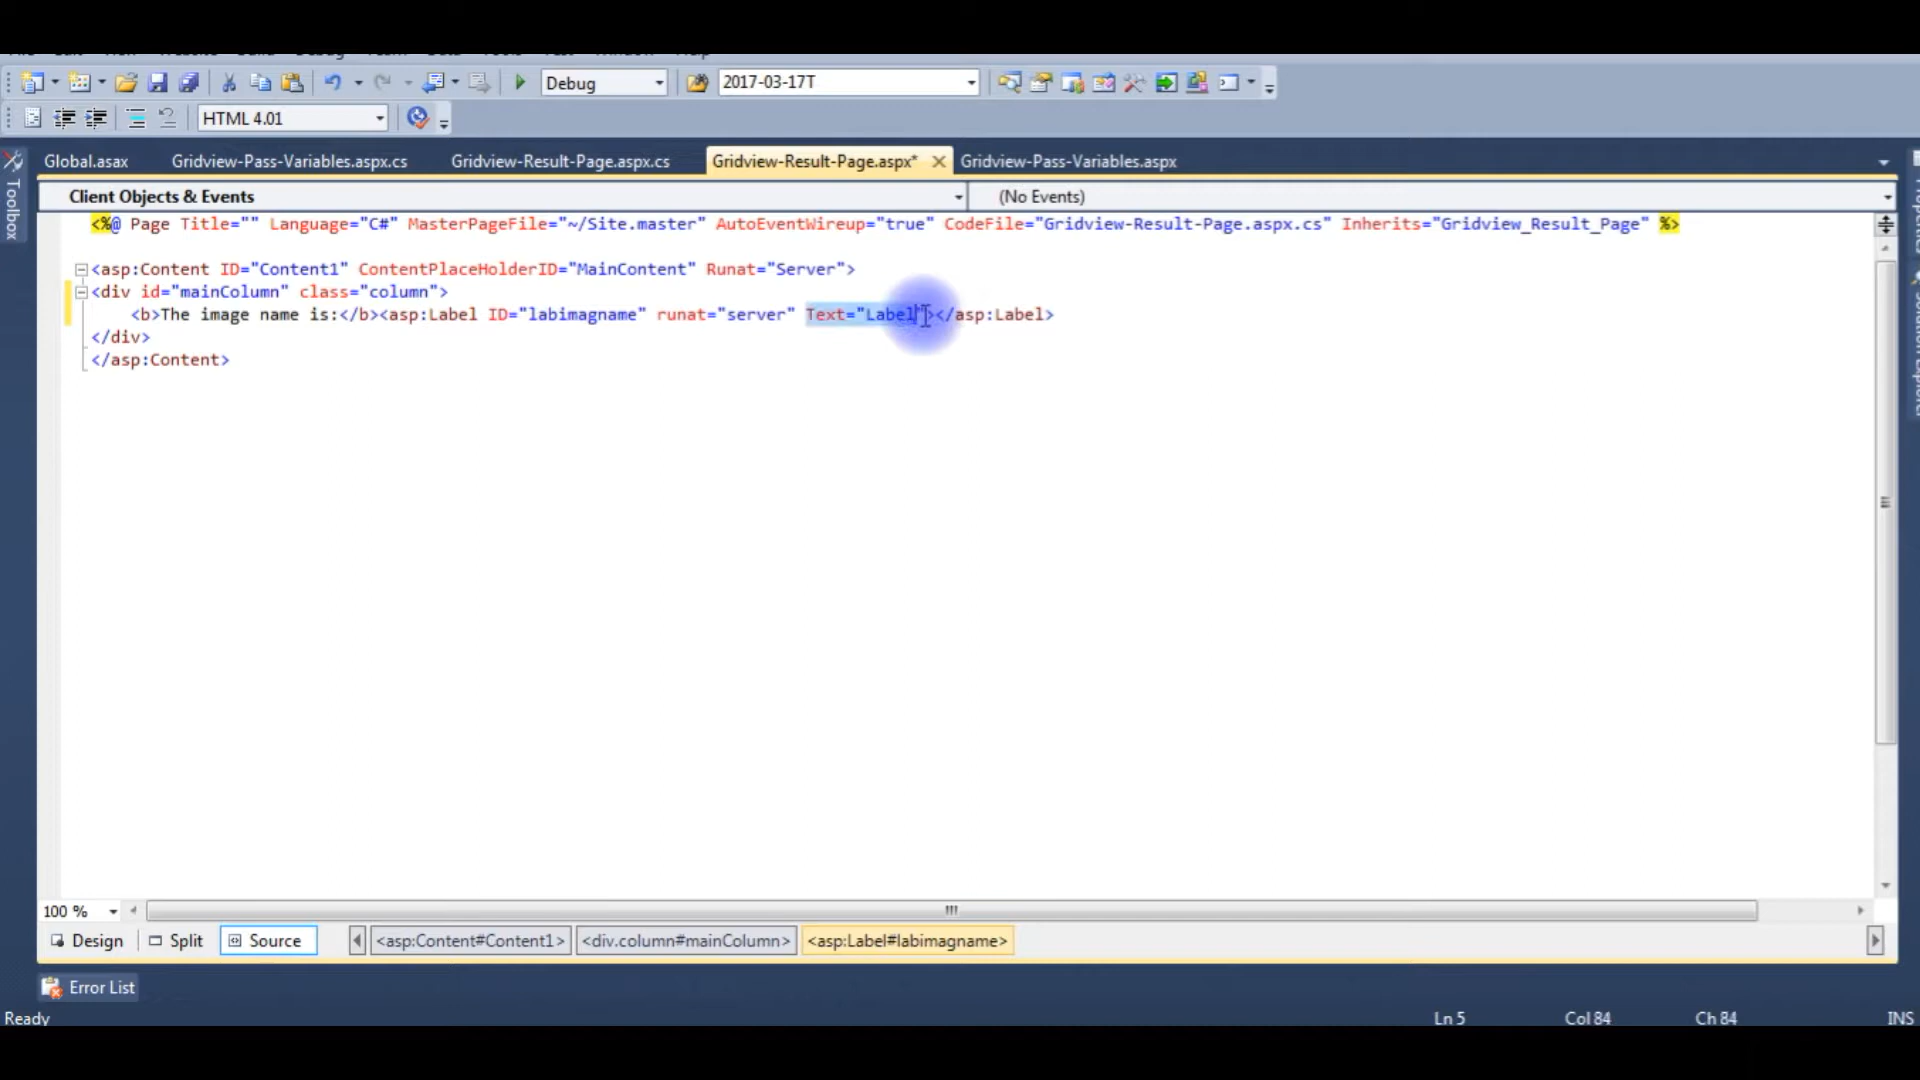 Debug
2017-03-17T
HTML 4.01
Toolbox
Global.asax Gridview-Pass-Variables.aspx.cs Gridview-Result-Page.aspx.cs Gridview-Result-Page.aspx* Gridview-Pass-Variables.aspx
Client Objects & Events (No Events)
<%@ Page Title="" Language="C#" MasterPageFile="~/Site.master" AutoEventWireup="true" CodeFile="Gridview-Result-Page.aspx.cs" Inherits="Gridview_Result_Page" %>
<asp:Content ID="Content1" ContentPlaceHolderID="MainContent" Runat="Server">
<div id="mainColumn" class="column">
<b>The image name is:</b><asp:Label ID="labimagname" runat="server" Text="Label"></asp:Label>
</div>
</asp:Content>
100 %
Design Split Source <asp:Content#Content1> <div.column#mainColumn> <asp:Label#labimagname>
Error List
Ready Ln 5 Col 84 Ch 84 INS